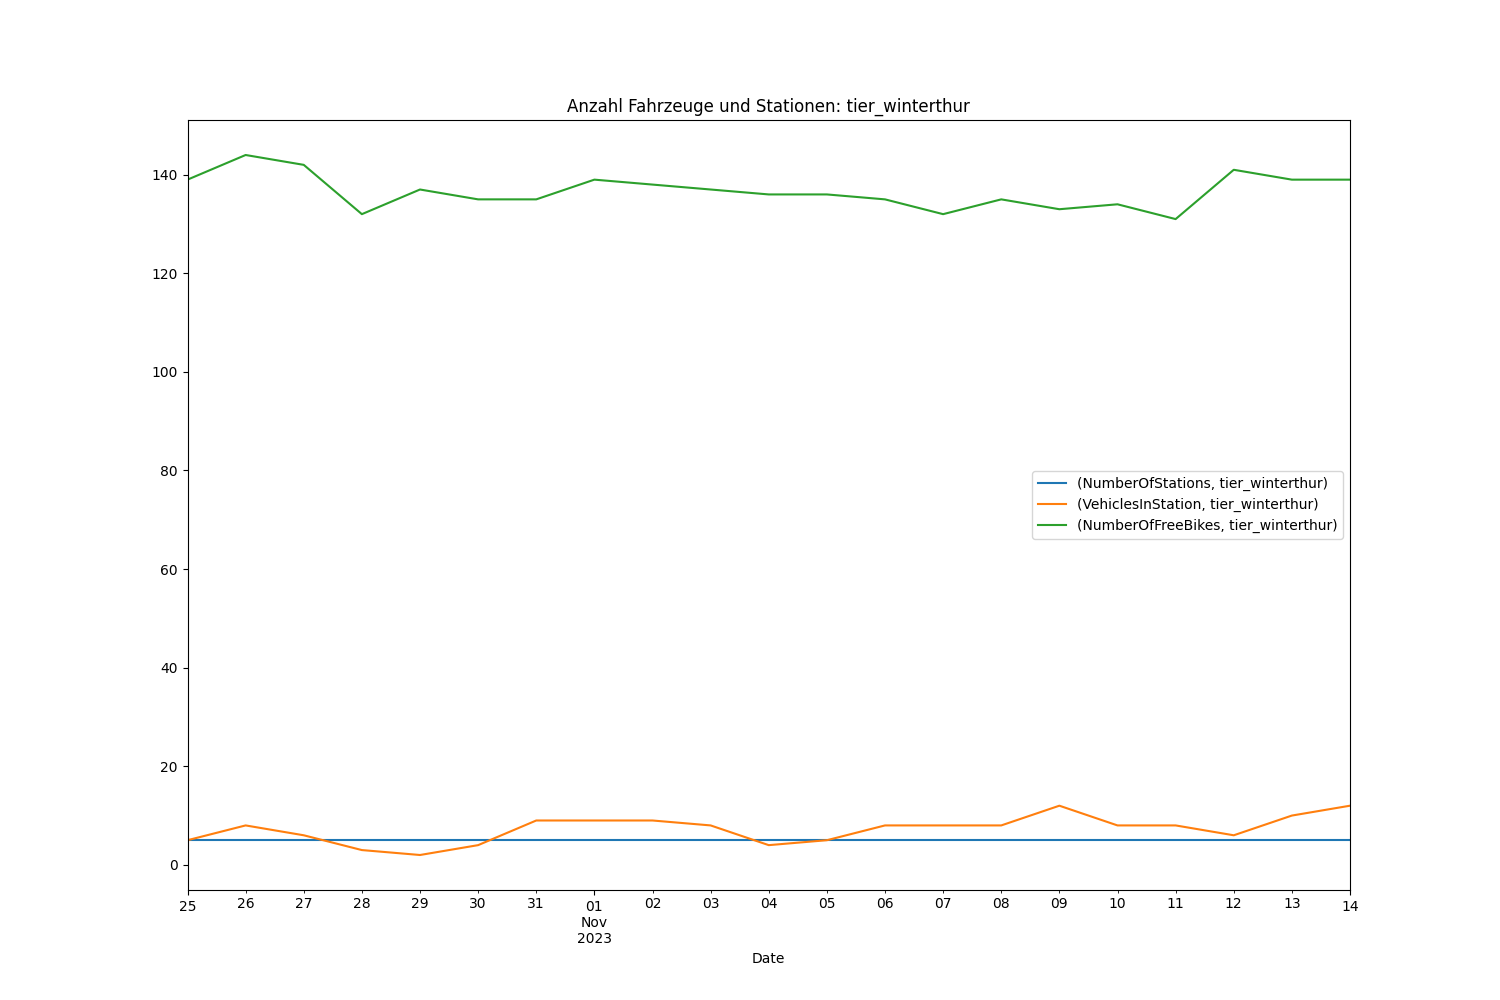 Anzahl Fahrzeuge und Stationen: tier_winterthur
140
120
100
80
60
40
20
0
(NumberOfStations, tier_winterthur)
(VehiclesInStation, tier_winterthur)
(NumberOfFreeBikes, tier_winterthur)
25 26 27 28 29 30 31 01 02 03 04 05 06 07 08 09 10 11 12 13 14
Nov
2023
Date